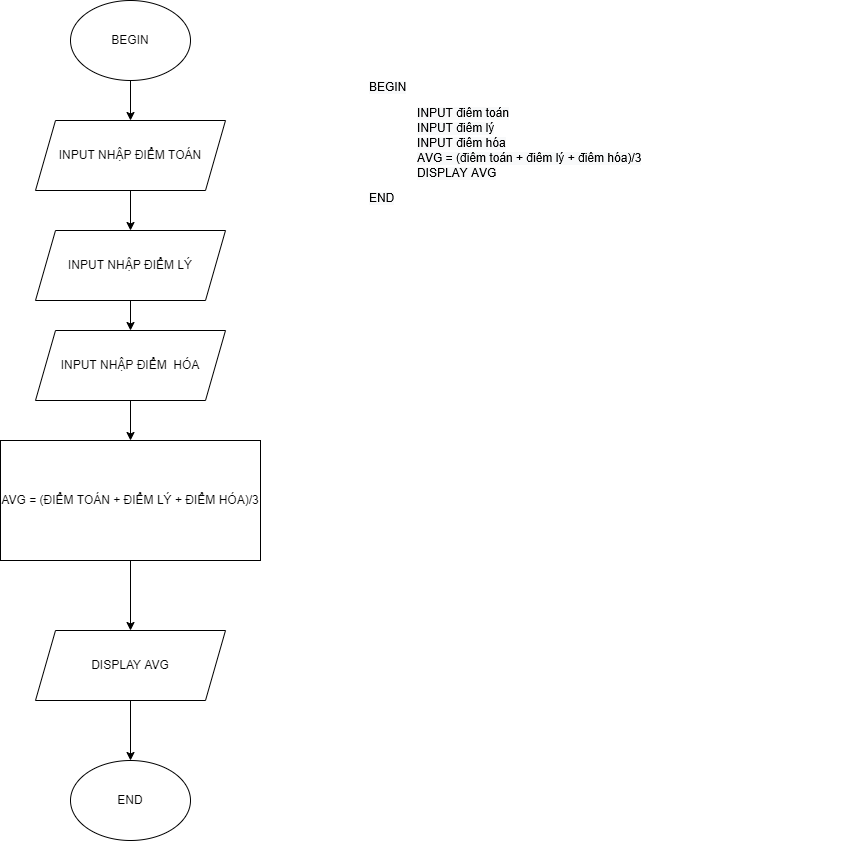 BEGIN
INPUT NHẬP ĐIỂM TOÁN
INPUT NHẬP ĐIỂM LÝ
INPUT NHẬP ĐIỂM  HÓA
AVG = (ĐIỂM TOÁN + ĐIỂM LÝ + ĐIỂM HÓA)/3
DISPLAY AVG
END
BEGIN
INPUT điêm toán
INPUT điêm lý
INPUT điêm hóa
AVG = (điêm toán + điêm lý + điêm hóa)/3
DISPLAY AVG
END